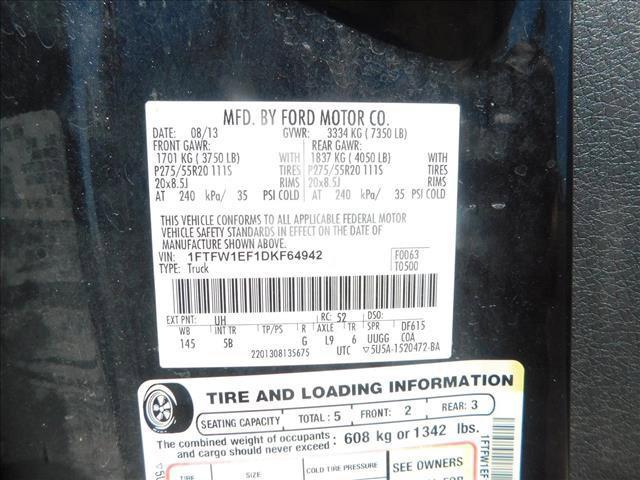 MFD. BY FORD MOTOR CO.
DATE: 08/13 GVWR: 3334 KG ( 7350 LB)
FRONT GAWR: REAR GAWR:
1701 KG ( 3750 LB) WITH 1837 KG ( 4050 LB) WITH
P275/55R20 111S TIRES P275/55R20 111S TIRES
20x8.5J RIMS 20x8.5J RIMS
AT 240 kPa/ 35 PSI COLD AT 240 kPa/ 35 PSI COLD
THIS VEHICLE CONFORMS TO ALL APPLICABLE FEDERAL MOTOR
VEHICLE SAFETY STANDARDS IN EFFECT ON THE DATE OF
MANUFACTURE SHOWN ABOVE.
VIN: 1FTFW1EF1DKF64942 F0063
TYPE: Truck T0500
EXT PNT: UH RC: 52 DSO:
WB INT TR TP/PS R AXLE TR SPR DF615
145 5B G L9 6 UUGG COA
2201308135675 UTC ▽5U5A-1520472-BA
TIRE AND LOADING INFORMATION
SEATING CAPACITY TOTAL: 5 FRONT: 2 REAR: 3
The combined weight of occupants and cargo should never exceed: 608 kg or 1342 lbs.
TIRE SIZE COLD TIRE PRESSURE SEE OWNERS
1FTFW1EF